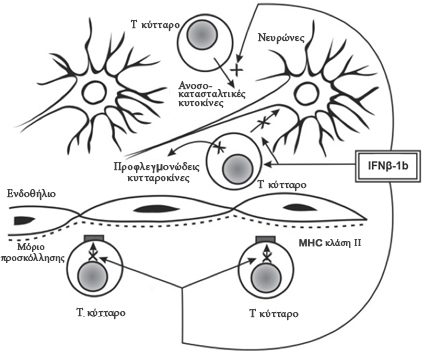 Τ κύτταρο
Νευρώνες
Ανοσο-
κατασταλτικές
κυτοκίνες
Προφλεγμονώδεις
κυτταροκίνες
IFNβ-1b
Τ κύτταρο
Ενδοθήλιο
Μόριο
προσκόλλησης
MHC κλάση II
Τ. κύτταρο
Τ κύτταρο